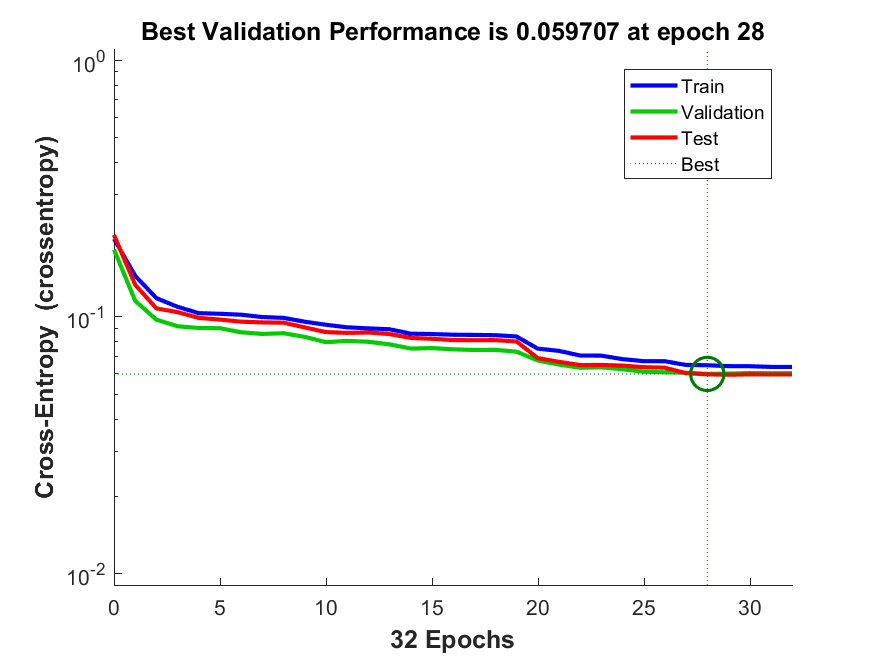 Best Validation Performance is 0.059707 at epoch 28
Cross-Entropy (crossentropy)
10^0
10^-1
10^-2
Train
Validation
Test
Best
0 5 10 15 20 25 30
32 Epochs